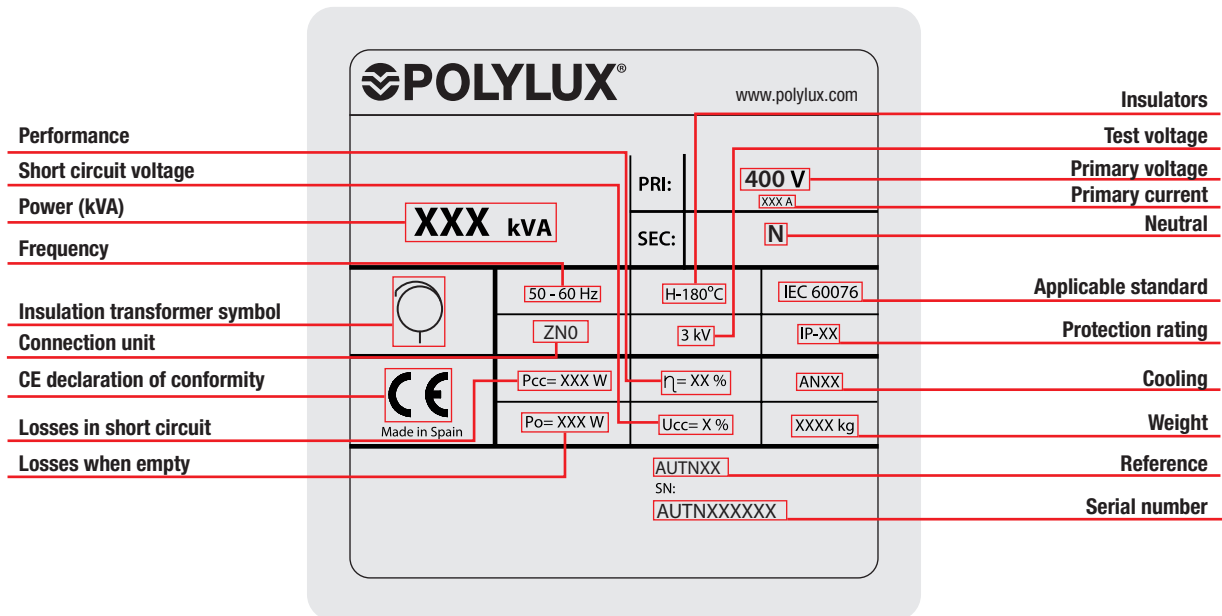 POLYLUX®
www.polylux.com
Performance
Short circuit voltage
Power (kVA)
Frequency
Insulation transformer symbol
Connection unit
CE declaration of conformity
Losses in short circuit
Losses when empty
XXX kVA
PRI:
400 V
XXX A
SEC:
N
50 - 60 Hz
H-180°C
IEC 60076
ZN0
3 kV
IP-XX
CE
Made in Spain
Pcc= XXX W
η= XX %
ANXX
Po= XXX W
Ucc= X %
XXXX kg
AUTNXX
SN:
AUTNXXXXXX
Insulators
Test voltage
Primary voltage
Primary current
Neutral
Applicable standard
Protection rating
Cooling
Weight
Reference
Serial number